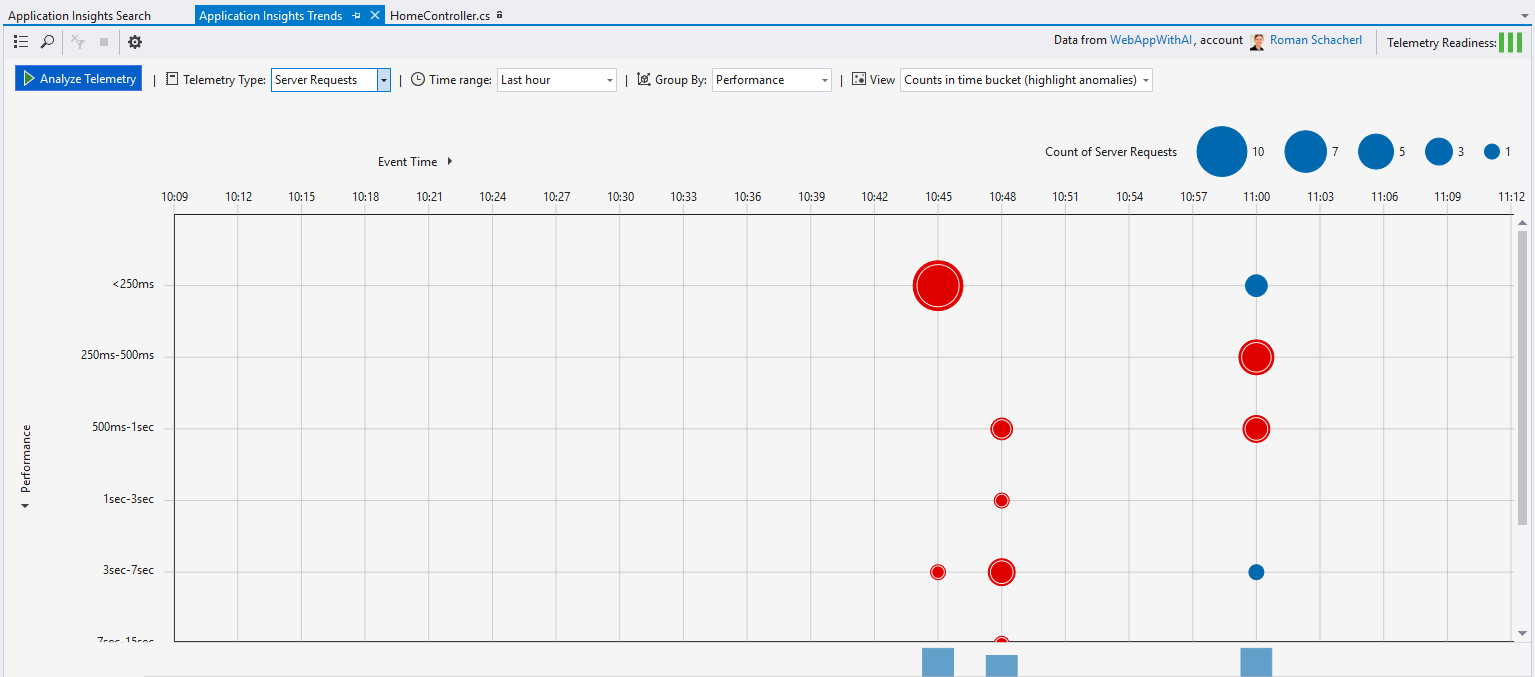 Application Insights Search Application Insights Trends HomeController.cs
Data from WebAppWithAI, account Roman Schacherl Telemetry Readiness:
Analyze Telemetry | Telemetry Type: Server Requests | Time range: Last hour | Group By: Performance | View Counts in time bucket (highlight anomalies)
Event Time Count of Server Requests 10 7 5 3 1
10:09 10:12 10:15 10:18 10:21 10:24 10:27 10:30 10:33 10:36 10:39 10:42 10:45 10:48 10:51 10:54 10:57 11:00 11:03 11:06 11:09 11:12
<250ms
250ms-500ms
500ms-1sec
Performance
1sec-3sec
3sec-7sec
7sec-15sec